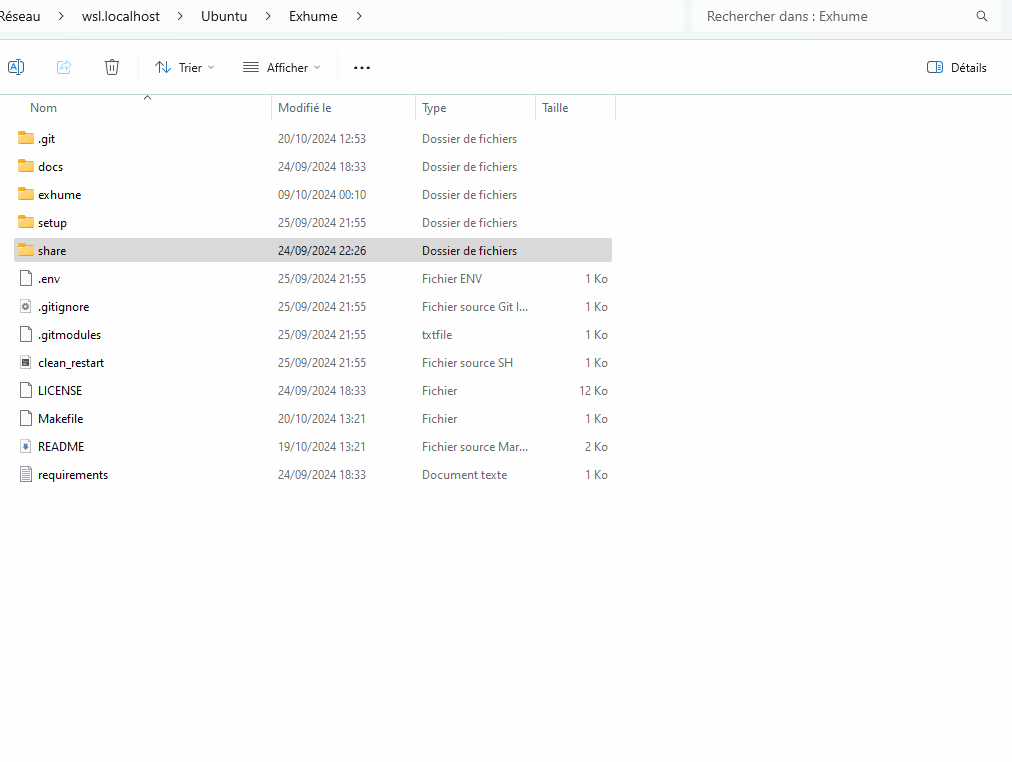 Réseau > wsl.localhost > Ubuntu > Exhume > Rechercher dans : Exhume
Trier Afficher ... Détails
Nom Modifié le Type Taille
.git 20/10/2024 12:53 Dossier de fichiers
docs 24/09/2024 18:33 Dossier de fichiers
exhume 09/10/2024 00:10 Dossier de fichiers
setup 25/09/2024 21:55 Dossier de fichiers
share 24/09/2024 22:26 Dossier de fichiers
.env 25/09/2024 21:55 Fichier ENV 1 Ko
.gitignore 25/09/2024 21:55 Fichier source Git I... 1 Ko
.gitmodules 25/09/2024 21:55 txtfile 1 Ko
clean_restart 25/09/2024 21:55 Fichier source SH 1 Ko
LICENSE 24/09/2024 18:33 Fichier 12 Ko
Makefile 20/10/2024 13:21 Fichier 1 Ko
README 19/10/2024 13:21 Fichier source Mar... 2 Ko
requirements 24/09/2024 18:33 Document texte 1 Ko